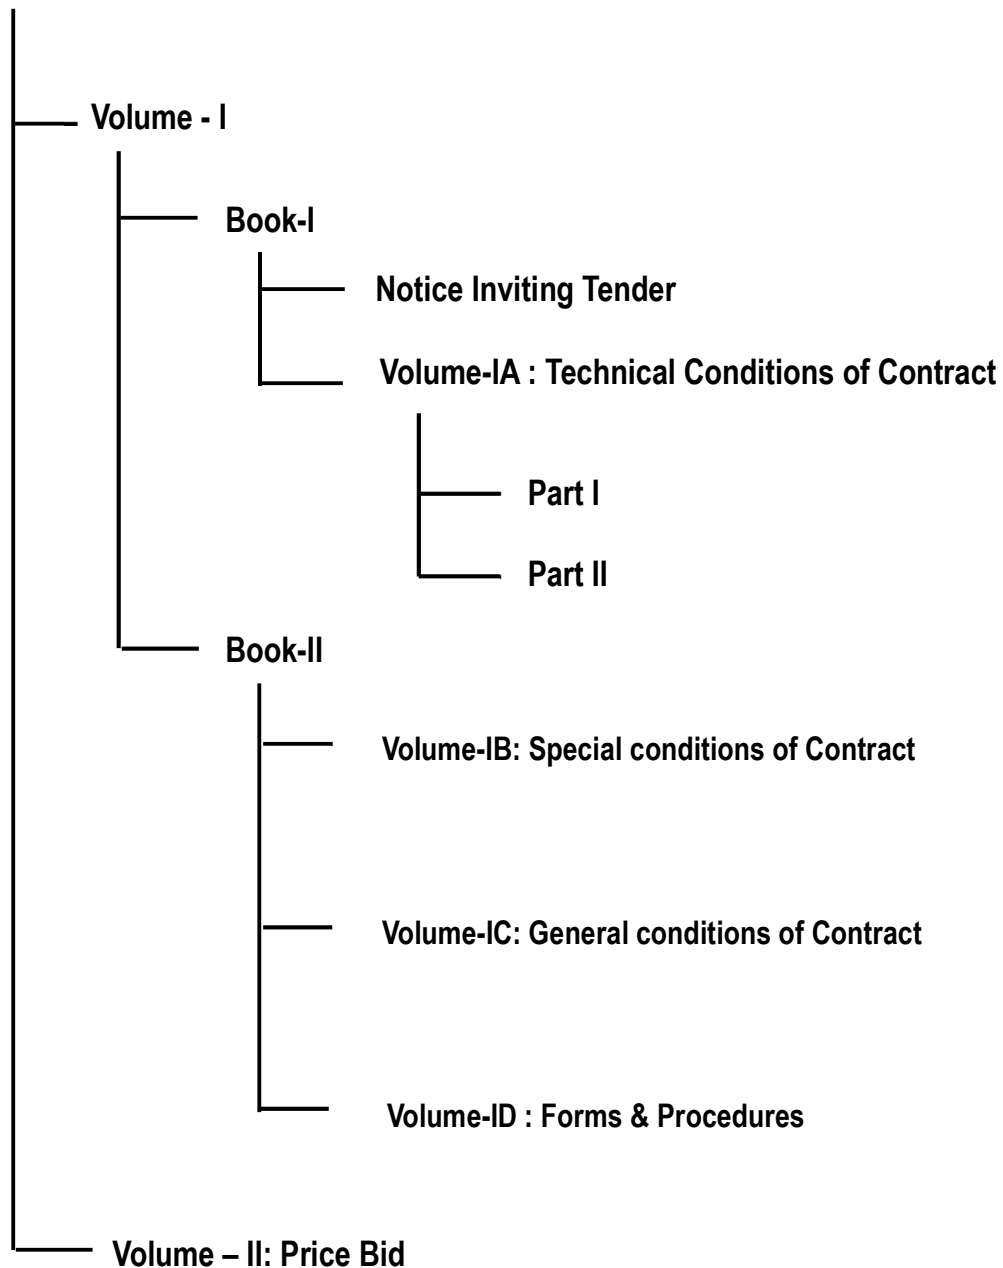 Volume - I
Book-I
Notice Inviting Tender
Volume-IA : Technical Conditions of Contract
Part I
Part II
Book-II
Volume-IB: Special conditions of Contract
Volume-IC: General conditions of Contract
Volume-ID : Forms & Procedures
Volume – II: Price Bid